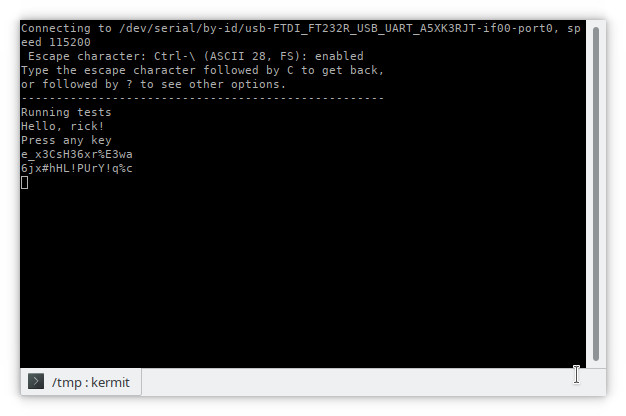 Connecting to /dev/serial/by-id/usb-FTDI_FT232R_USB_UART_A5XK3RJT-if00-port0, sp
eed 115200
 Escape character: Ctrl-\ (ASCII 28, FS): enabled
Type the escape character followed by C to get back,
or followed by ? to see other options.
----------------------------------------------------
Running tests
Hello, rick!
Press any key
e_x3CsH36xr%E3wa
6jx#hHL!PUrY!q%c
/tmp : kermit